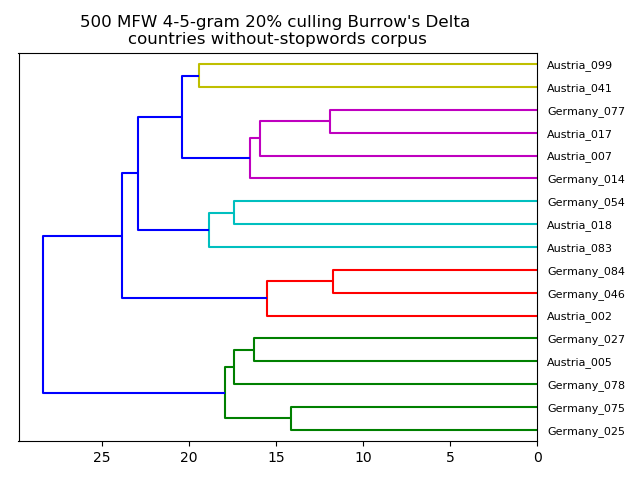 500 MFW 4-5-gram 20% culling Burrow's Delta
countries without-stopwords corpus
Austria_099
Austria_041
Germany_077
Austria_017
Austria_007
Germany_014
Germany_054
Austria_018
Austria_083
Germany_084
Germany_046
Austria_002
Germany_027
Austria_005
Germany_078
Germany_075
Germany_025
25 20 15 10 5 0